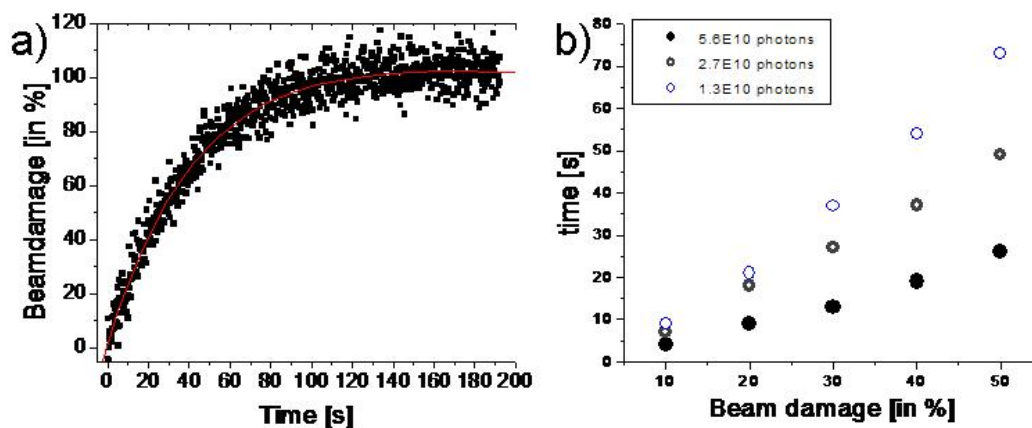 a)
Beamdamage [in %]
120
100
80
60
40
20
0
0 20 40 60 80 100 120 140 160 180 200
Time [s]
b)
time [s]
80
70
60
50
40
30
20
10
0
5.6E10 photons
2.7E10 photons
1.3E10 photons
10 20 30 40 50
Beam damage [in %]